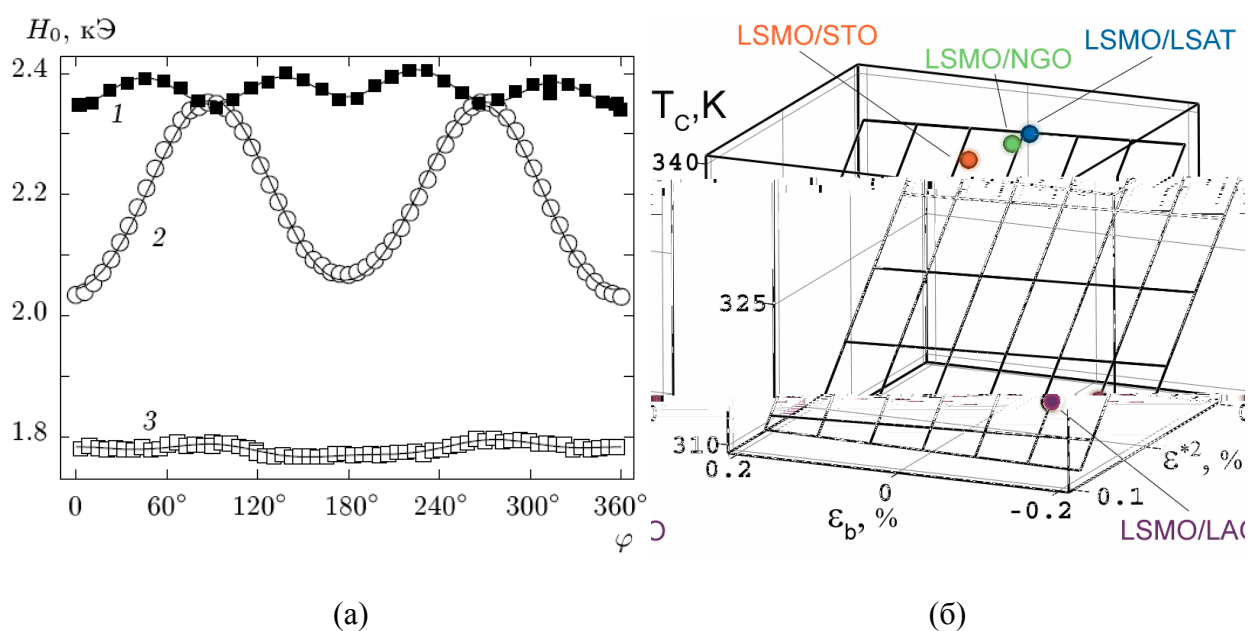 H₀, кЭ
2.4
2.2
2.0
1.8
1
2
3
0
60°
120°
180°
240°
300°
360°
φ
LSMO/STO
LSMO/LSAT
LSMO/NGO
T_C, K
340
325
310
0.2
0
-0.2
0.1
ε_b, %
ε*², %
LSMO/LAO
(а)
(б)